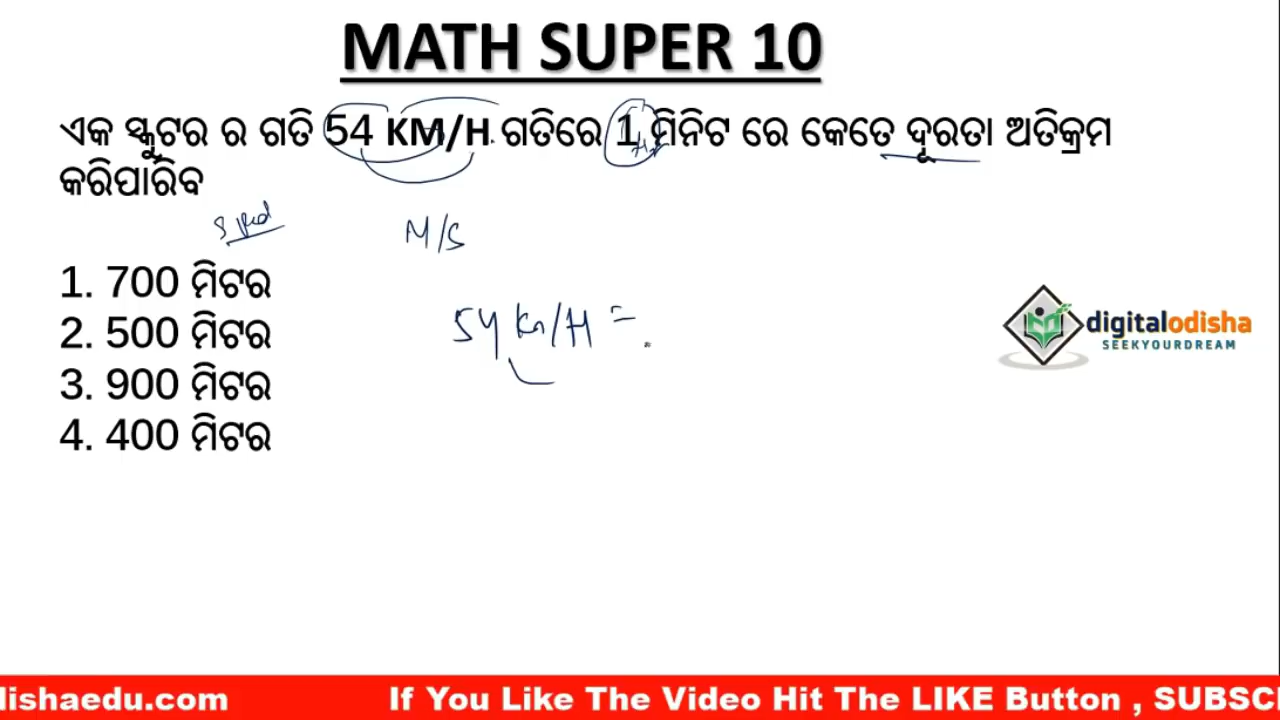 MATH SUPER 10
ଏକ ସ୍କୁଟର ର ଗତି 54 KM/H ଗତିରେ 1 ମିନିଟ ରେ କେତେ ଦୂରତା ଅତିକ୍ରମ
କରିପାରିବ
M/S
1. 700 ମିଟର
54 Km/H =
2. 500 ମିଟର
3. 900 ମିଟର
4. 400 ମିଟର
digitalodisha
SEEKYOURDREAM
lishaedu.com If You Like The Video Hit The LIKE Button , SUBSC